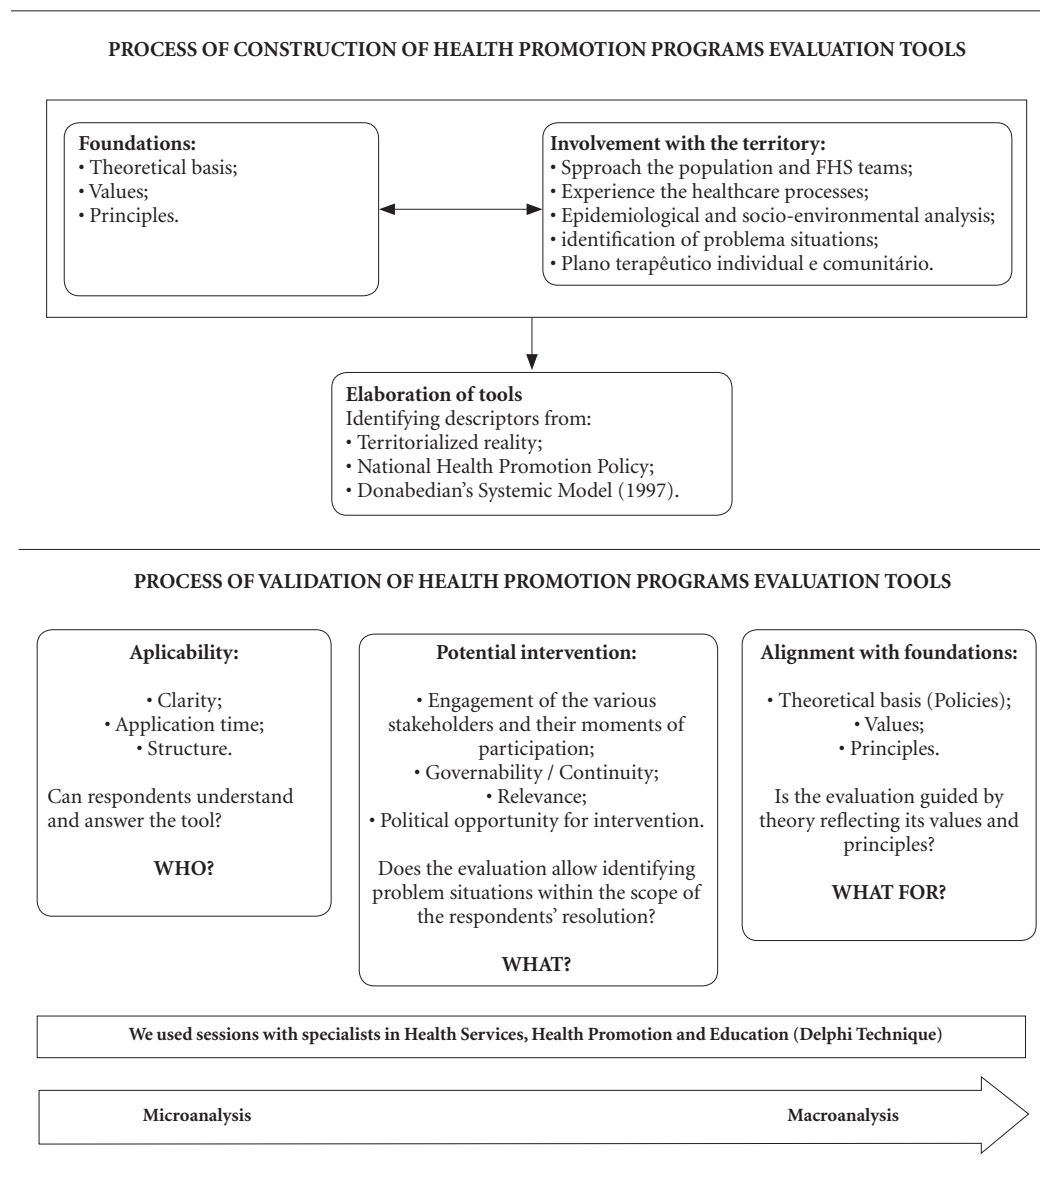 PROCESS OF CONSTRUCTION OF HEALTH PROMOTION PROGRAMS EVALUATION TOOLS
Foundations:
• Theoretical basis;
• Values;
• Principles.
Involvement with the territory:
• Spproach the population and FHS teams;
• Experience the healthcare processes;
• Epidemiological and socio-environmental analysis;
• identification of problema situations;
• Plano terapêutico individual e comunitário.
Elaboration of tools
Identifying descriptors from:
• Territorialized reality;
• National Health Promotion Policy;
• Donabedian’s Systemic Model (1997).
PROCESS OF VALIDATION OF HEALTH PROMOTION PROGRAMS EVALUATION TOOLS
Aplicability:
• Clarity;
• Application time;
• Structure.
Can respondents understand
and answer the tool?
WHO?
Potential intervention:
• Engagement of the various
stakeholders and their moments of
participation;
• Governability / Continuity;
• Relevance;
• Political opportunity for intervention.
Does the evaluation allow identifying
problem situations within the scope of
the respondents’ resolution?
WHAT?
Alignment with foundations:
• Theoretical basis (Policies);
• Values;
• Principles.
Is the evaluation guided by
theory reflecting its values and
principles?
WHAT FOR?
We used sessions with specialists in Health Services, Health Promotion and Education (Delphi Technique)
Microanalysis
Macroanalysis